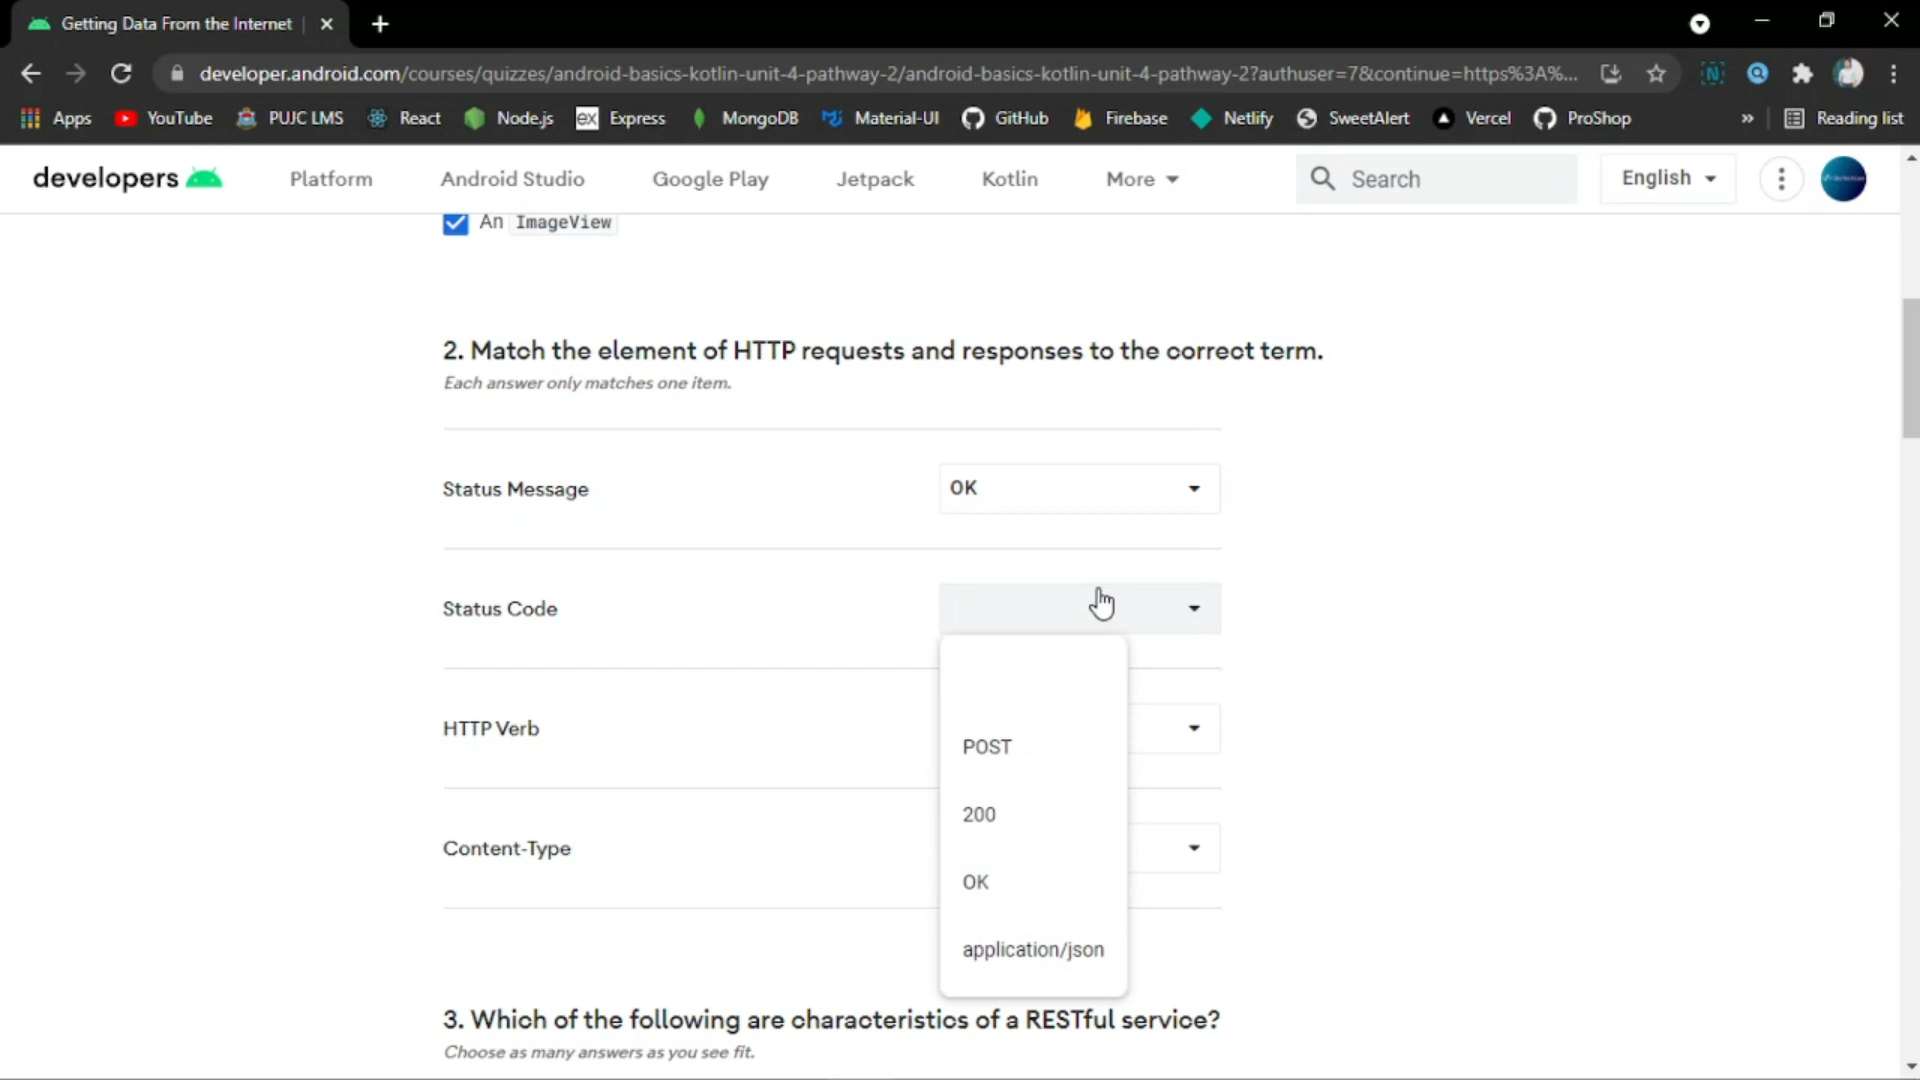 Getting Data From the Internet
developer.android.com/courses/quizzes/android-basics-kotlin-unit-4-pathway-2/android-basics-kotlin-unit-4-pathway-2?authuser=7&continue=https%3A%...
Apps YouTube PUJC LMS React Node.js ex Express MongoDB Material-UI GitHub Firebase Netlify SweetAlert Vercel ProShop » Reading list
developers Platform Android Studio Google Play Jetpack Kotlin More Search English
An ImageView
2. Match the element of HTTP requests and responses to the correct term.
Each answer only matches one item.
Status Message OK
Status Code
HTTP Verb
Content-Type
POST
200
OK
application/json
3. Which of the following are characteristics of a RESTful service?
Choose as many answers as you see fit.